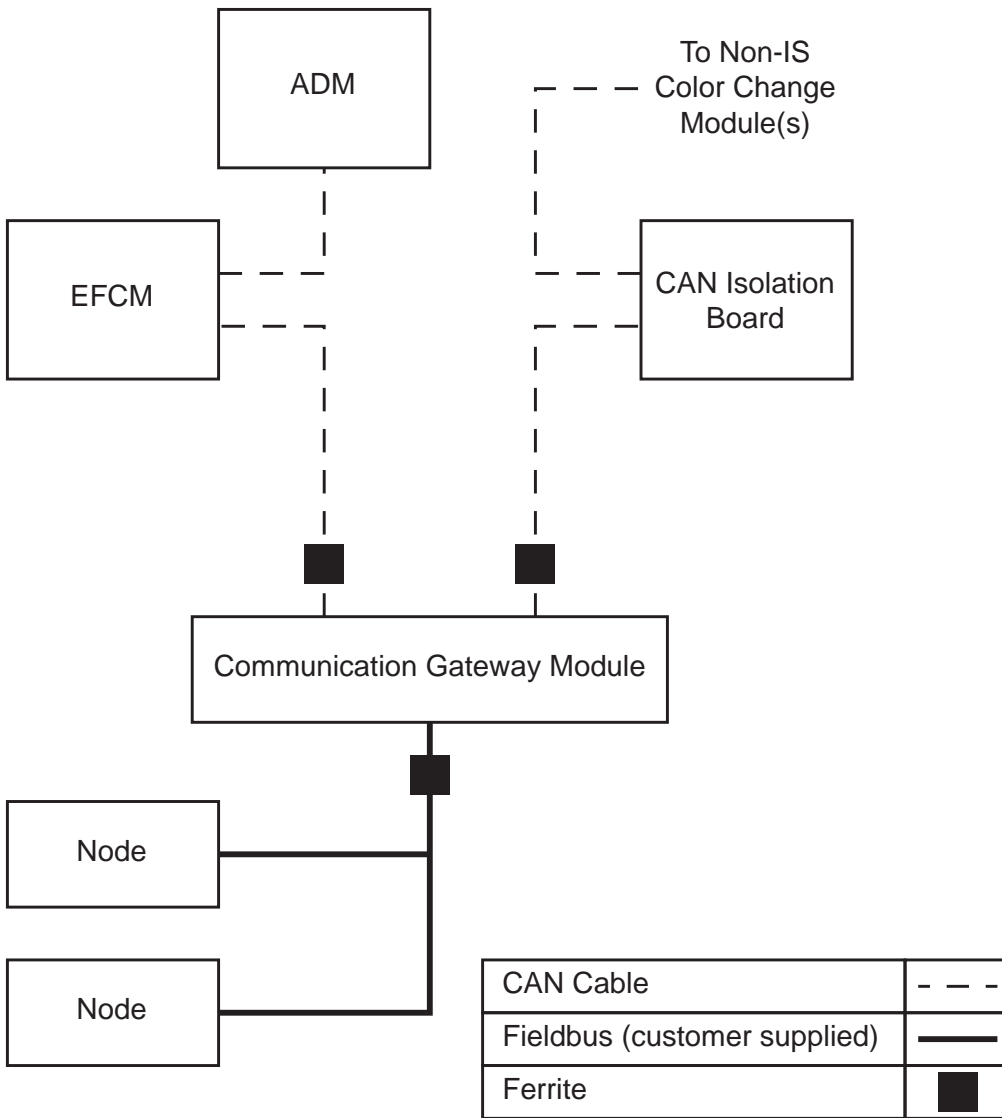 ADM
To Non-IS
Color Change
Module(s)
EFCM
CAN Isolation
Board
Communication Gateway Module
Node
Node
CAN Cable
Fieldbus (customer supplied)
Ferrite